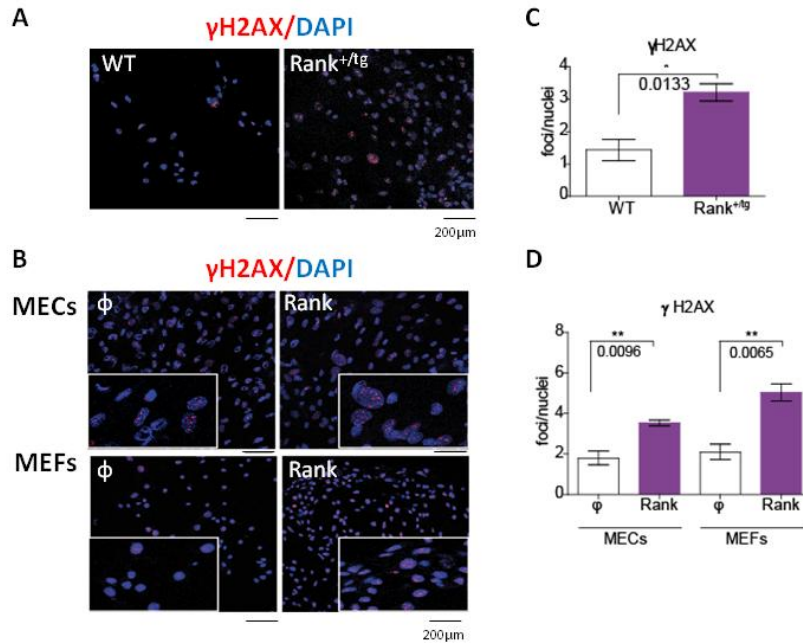 A
γH2AX/DAPI
WT
Rank+/tg
200μm
B
γH2AX/DAPI
MECs
ϕ
Rank
MEFs
ϕ
Rank
200μm
C
γH2AX
*
0.0133
foci/nuclei
4
3
2
1
0
WT
Rank+/tg
D
γ H2AX
**
0.0096
**
0.0065
foci/nuclei
8
6
4
2
0
φ
Rank
φ
Rank
MECs
MEFs